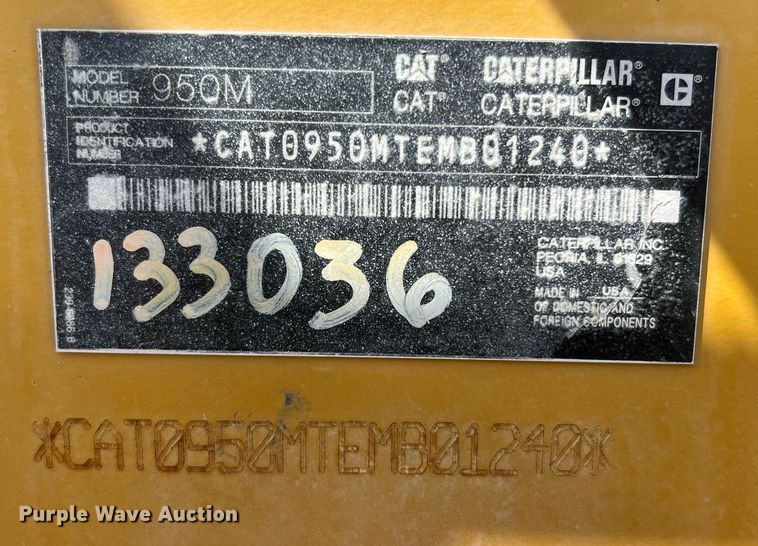 MODEL NUMBER 950M
CAT® CATERPILLAR®
CAT® CATERPILLAR® C ®
PRODUCT IDENTIFICATION NUMBER *CAT0950MTEMB01240*
133036
CATERPILLAR INC.
PEORIA IL 61629
USA
MADE IN USA
OF DOMESTIC AND
FOREIGN COMPONENTS
*CAT0950MTEMB01240*
Purple Wave Auction